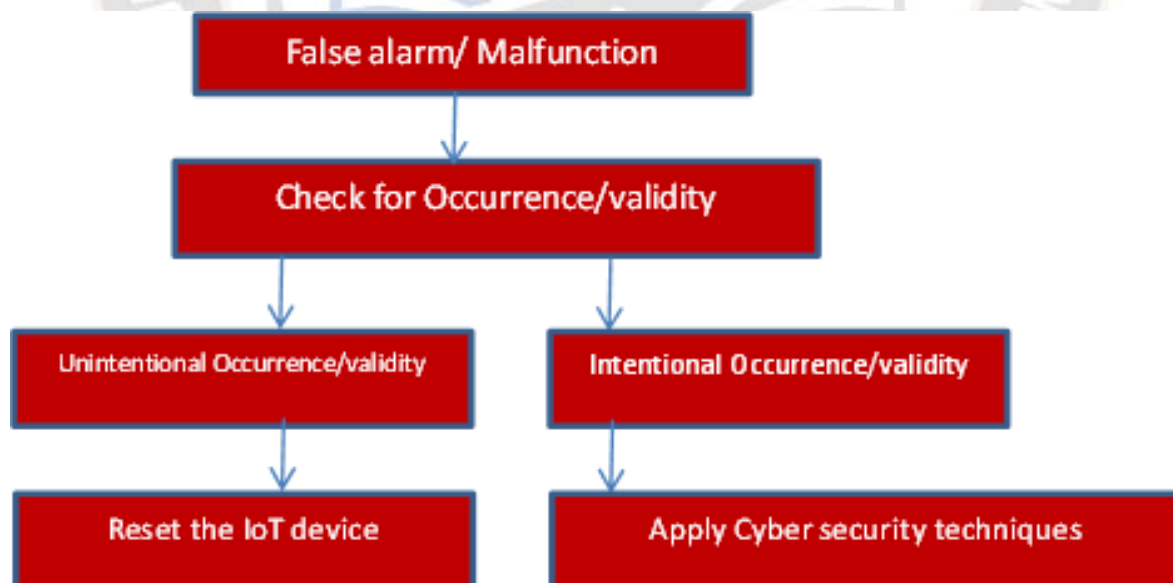 False alarm/ Malfunction
Check for Occurrence/validity
Unintentional Occurrence/validity
Intentional Occurrence/validity
Reset the IoT device
Apply Cyber security techniques